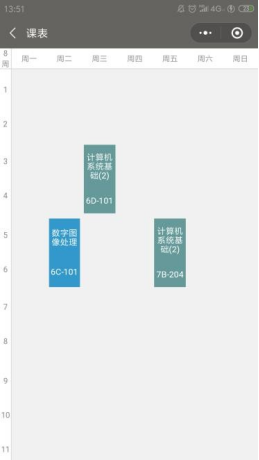 13:51
4G
课表
8
周
周一
周二
周三
周四
周五
周六
周日
1
2
3
4
5
6
7
8
9
10
11
计算机
系统基
础(2)
6D-101
数字图
像处理
6C-101
计算机
系统基
础(2)
7B-204